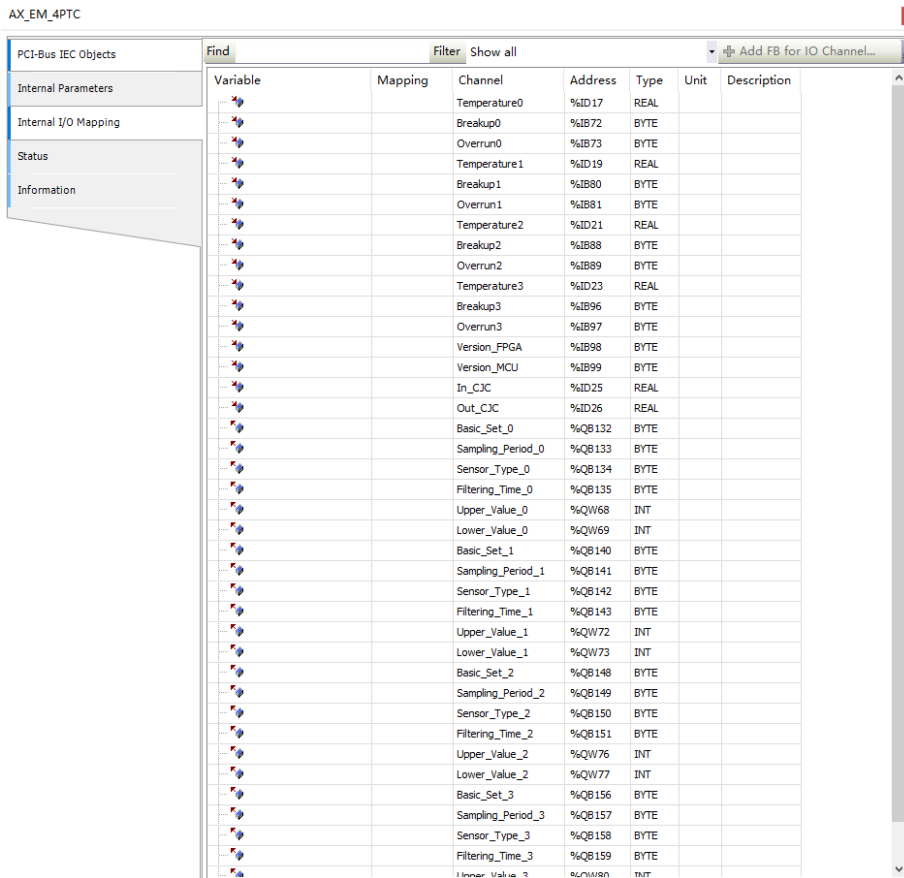 AX_EM_4PTC
PCI-Bus IEC Objects
Internal Parameters
Internal I/O Mapping
Status
Information
Find Filter Show all Add FB for IO Channel...
Variable Mapping Channel Address Type Unit Description
Temperature0 %ID17 REAL
Breakup0 %IB72 BYTE
Overrun0 %IB73 BYTE
Temperature1 %ID19 REAL
Breakup1 %IB80 BYTE
Overrun1 %IB81 BYTE
Temperature2 %ID21 REAL
Breakup2 %IB88 BYTE
Overrun2 %IB89 BYTE
Temperature3 %ID23 REAL
Breakup3 %IB96 BYTE
Overrun3 %IB97 BYTE
Version_FPGA %IB98 BYTE
Version_MCU %IB99 BYTE
In_CJC %ID25 REAL
Out_CJC %ID26 REAL
Basic_Set_0 %QB132 BYTE
Sampling_Period_0 %QB133 BYTE
Sensor_Type_0 %QB134 BYTE
Filtering_Time_0 %QB135 BYTE
Upper_Value_0 %QW68 INT
Lower_Value_0 %QW69 INT
Basic_Set_1 %QB140 BYTE
Sampling_Period_1 %QB141 BYTE
Sensor_Type_1 %QB142 BYTE
Filtering_Time_1 %QB143 BYTE
Upper_Value_1 %QW72 INT
Lower_Value_1 %QW73 INT
Basic_Set_2 %QB148 BYTE
Sampling_Period_2 %QB149 BYTE
Sensor_Type_2 %QB150 BYTE
Filtering_Time_2 %QB151 BYTE
Upper_Value_2 %QW76 INT
Lower_Value_2 %QW77 INT
Basic_Set_3 %QB156 BYTE
Sampling_Period_3 %QB157 BYTE
Sensor_Type_3 %QB158 BYTE
Filtering_Time_3 %QB159 BYTE
Upper_Value_3 %QW80 INT